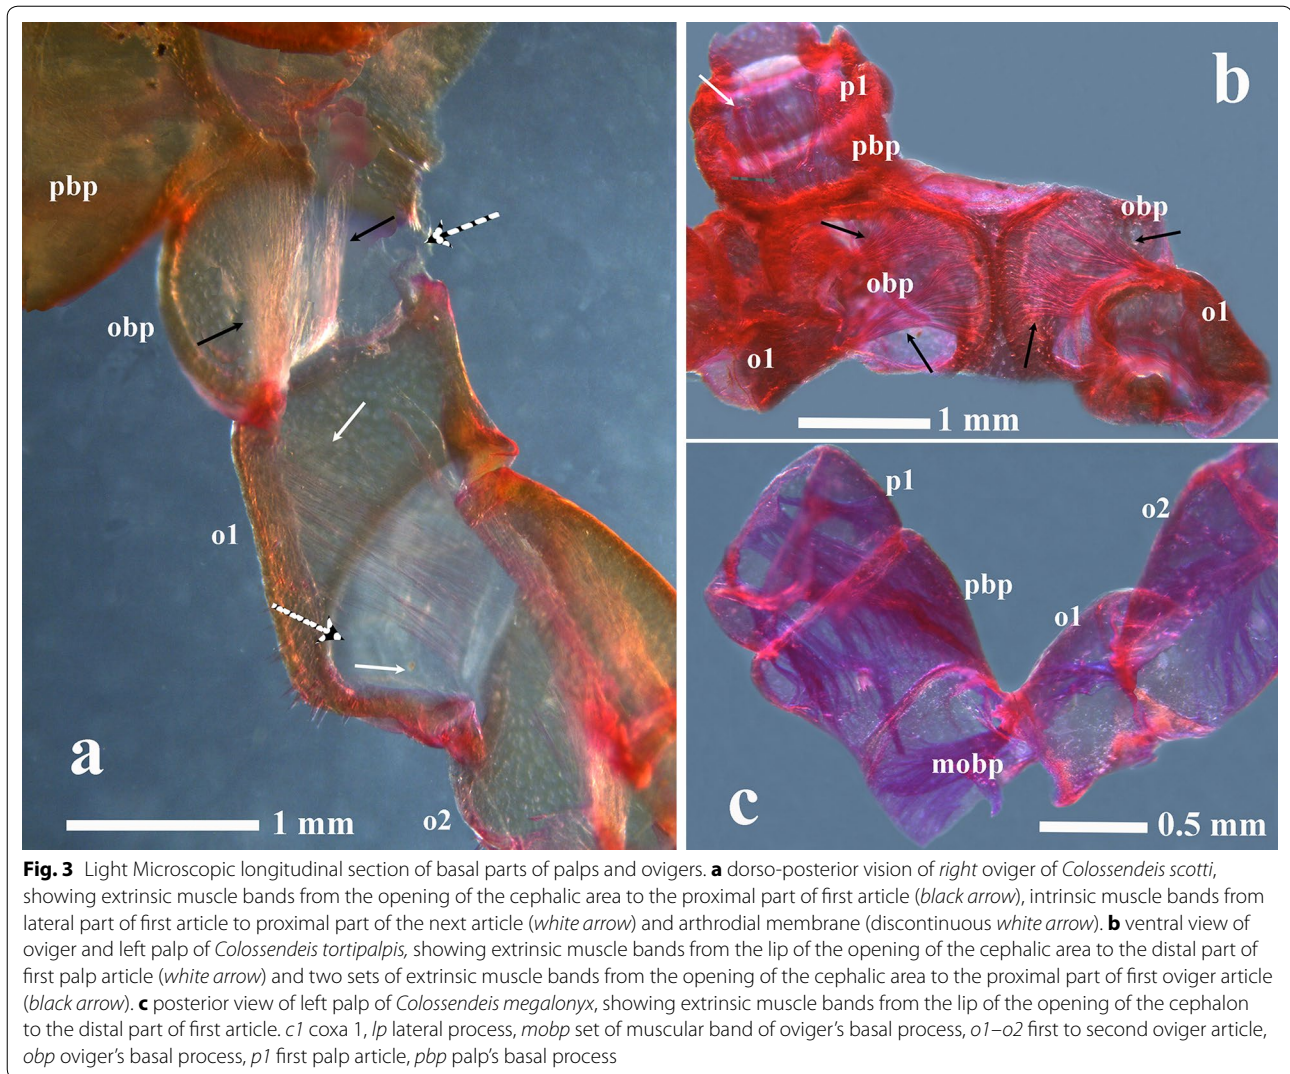 pbp
obp
o1
a
1 mm
o2
b
p1
pbp
obp
obp
o1
o1
1 mm
p1
o2
pbp
o1
mobp
c
0.5 mm
Fig. 3 Light Microscopic longitudinal section of basal parts of palps and ovigers. a dorso-posterior vision of right oviger of Colossendeis scotti,
showing extrinsic muscle bands from the opening of the cephalic area to the proximal part of first article (black arrow), intrinsic muscle bands from
lateral part of first article to proximal part of the next article (white arrow) and arthrodial membrane (discontinuous white arrow). b ventral view of
oviger and left palp of Colossendeis tortipalpis, showing extrinsic muscle bands from the lip of the opening of the cephalic area to the distal part of
first palp article (white arrow) and two sets of extrinsic muscle bands from the opening of the cephalic area to the proximal part of first oviger article
(black arrow). c posterior view of left palp of Colossendeis megalonyx, showing extrinsic muscle bands from the lip of the opening of the cephalon
to the distal part of first article. c1 coxa 1, lp lateral process, mobp set of muscular band of oviger's basal process, o1–o2 first to second oviger article,
obp oviger's basal process, p1 first palp article, pbp palp's basal process